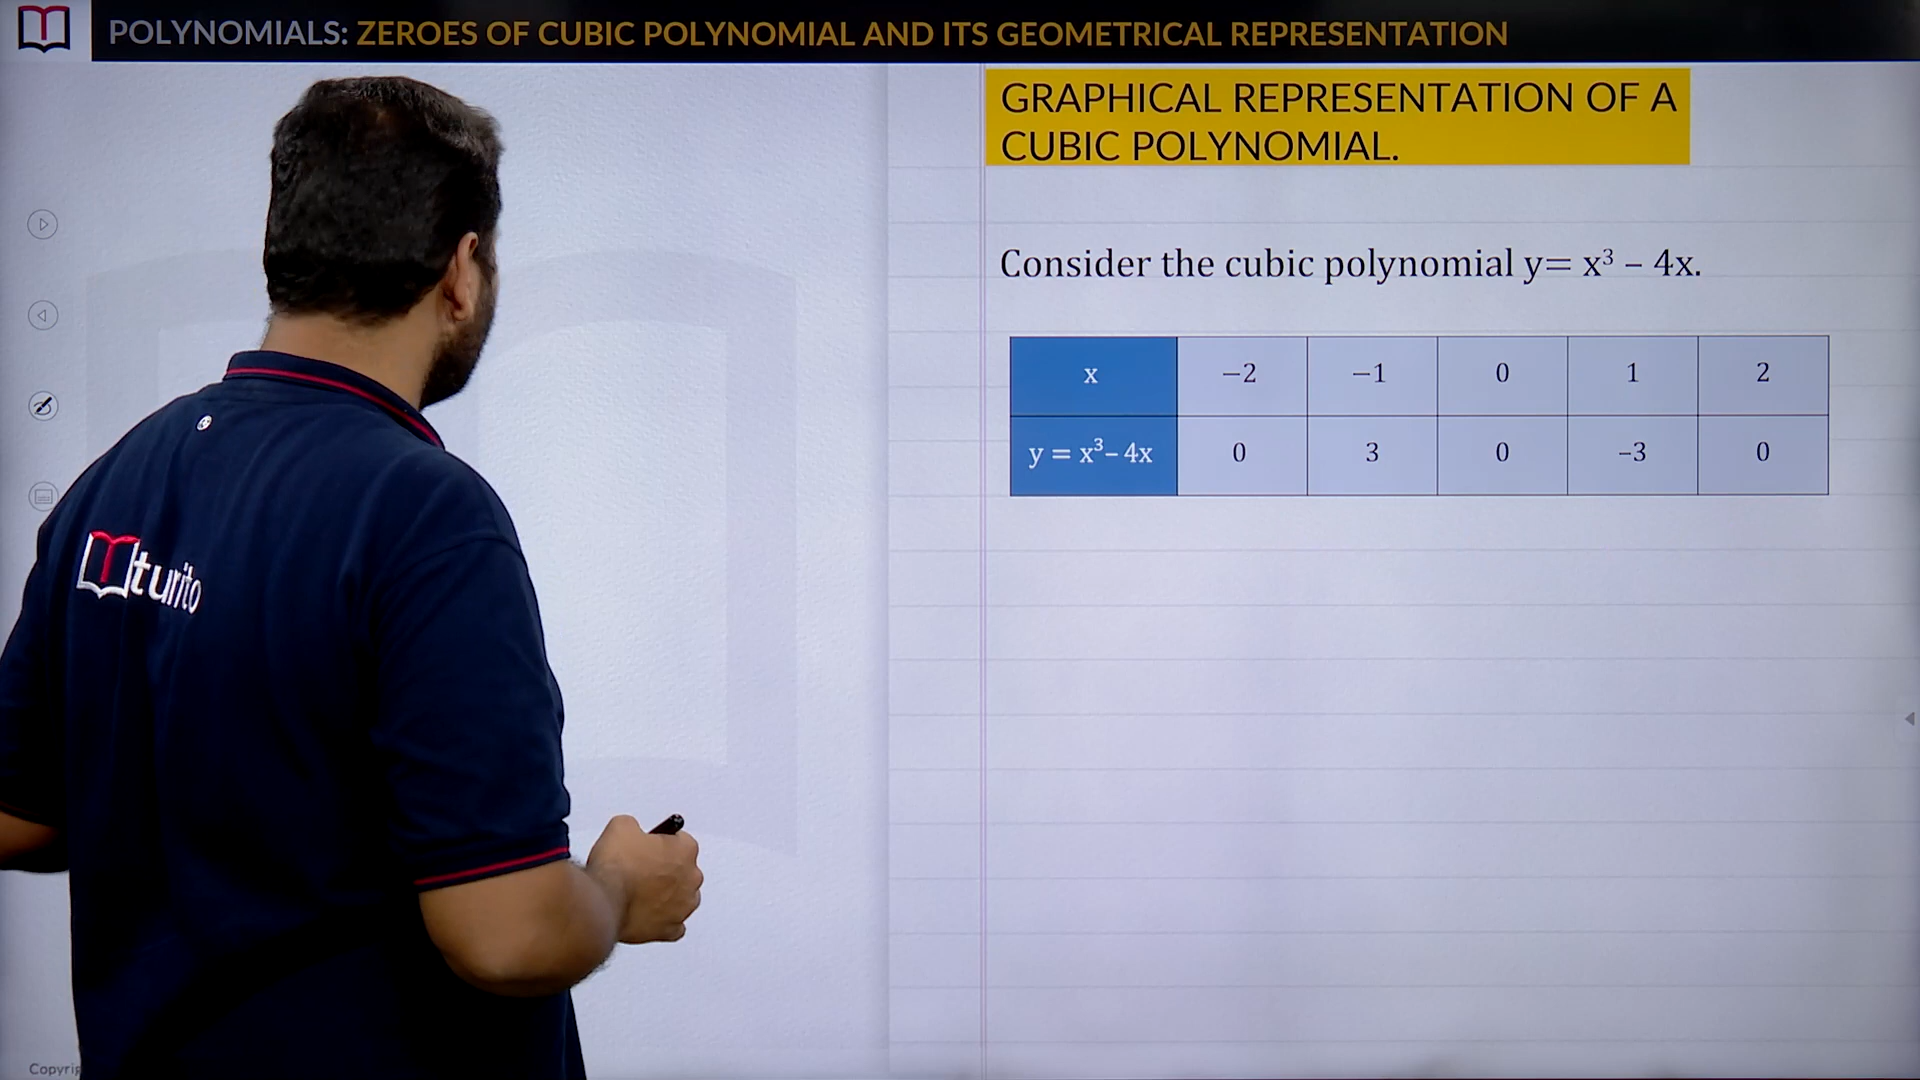 POLYNOMIALS: ZEROES OF CUBIC POLYNOMIAL AND ITS GEOMETRICAL REPRESENTATION
GRAPHICAL REPRESENTATION OF A
CUBIC POLYNOMIAL.
Consider the cubic polynomial y= x³ – 4x.
x −2 −1 0 1 2
y = x³– 4x 0 3 0 –3 0
turito